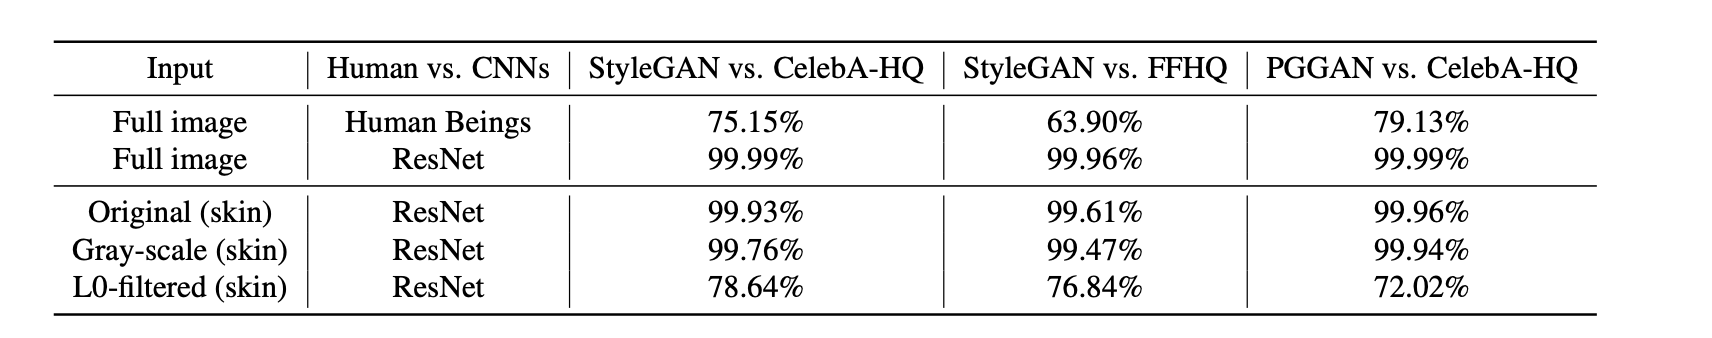 Input Human vs. CNNs StyleGAN vs. CelebA-HQ StyleGAN vs. FFHQ PGGAN vs. CelebA-HQ
Full image Human Beings 75.15% 63.90% 79.13%
Full image ResNet 99.99% 99.96% 99.99%
Original (skin) ResNet 99.93% 99.61% 99.96%
Gray-scale (skin) ResNet 99.76% 99.47% 99.94%
L0-filtered (skin) ResNet 78.64% 76.84% 72.02%